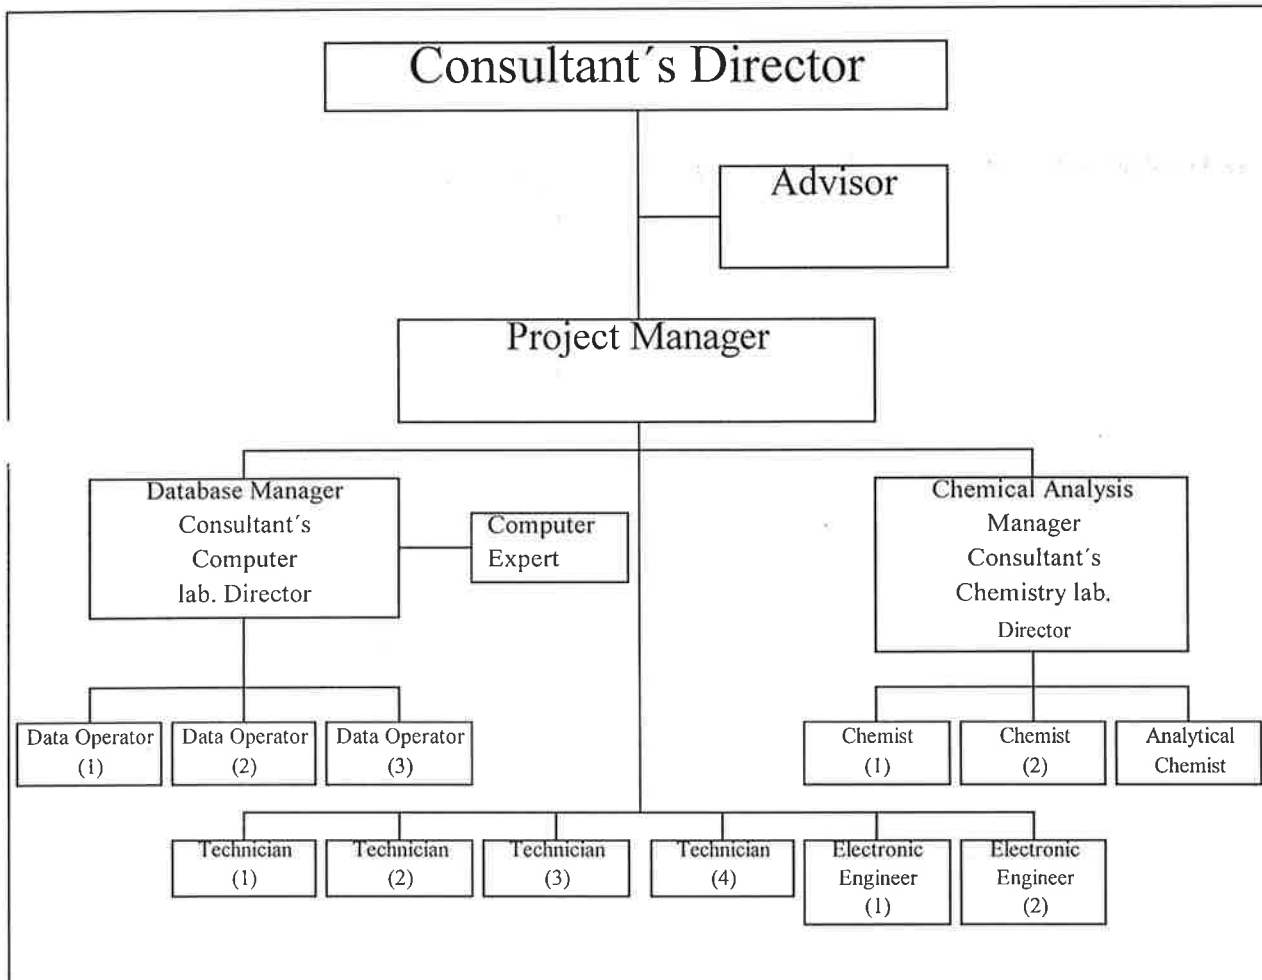 Consultant´s Director
Advisor
Project Manager
Database Manager
Consultant´s
Computer
lab. Director
Computer
Expert
Chemical Analysis
Manager
Consultant´s
Chemistry lab.
Director
Data Operator
(1)
Data Operator
(2)
Data Operator
(3)
Chemist
(1)
Chemist
(2)
Analytical
Chemist
Technician
(1)
Technician
(2)
Technician
(3)
Technician
(4)
Electronic
Engineer
(1)
Electronic
Engineer
(2)